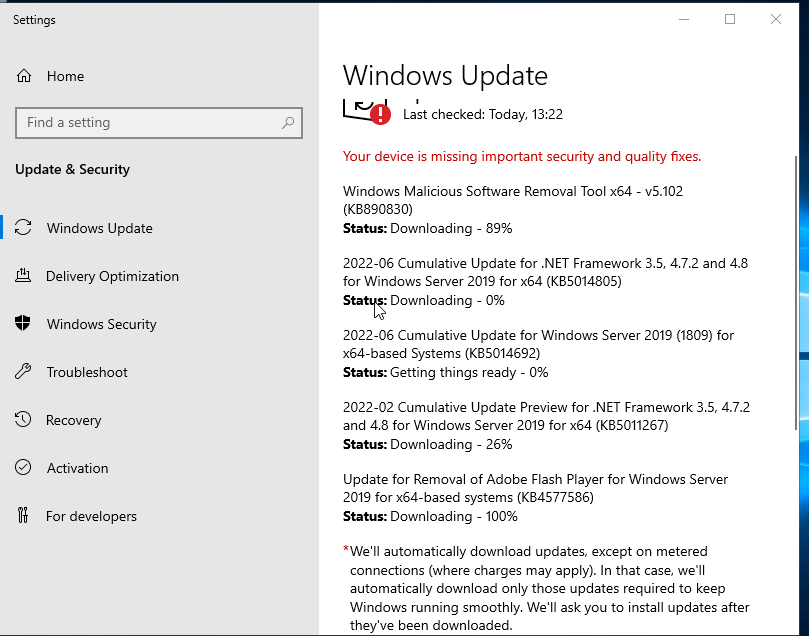 Settings
Home
Find a setting
Update & Security
Windows Update
Delivery Optimization
Windows Security
Troubleshoot
Recovery
Activation
For developers
Windows Update
Last checked: Today, 13:22
Your device is missing important security and quality fixes.
Windows Malicious Software Removal Tool x64 - v5.102
(KB890830)
Status: Downloading - 89%
2022-06 Cumulative Update for .NET Framework 3.5, 4.7.2 and 4.8
for Windows Server 2019 for x64 (KB5014805)
Status: Downloading - 0%
2022-06 Cumulative Update for Windows Server 2019 (1809) for
x64-based Systems (KB5014692)
Status: Getting things ready - 0%
2022-02 Cumulative Update Preview for .NET Framework 3.5, 4.7.2
and 4.8 for Windows Server 2019 for x64 (KB5011267)
Status: Downloading - 26%
Update for Removal of Adobe Flash Player for Windows Server
2019 for x64-based systems (KB4577586)
Status: Downloading - 100%
*We'll automatically download updates, except on metered
connections (where charges may apply). In that case, we'll
automatically download only those updates required to keep
Windows running smoothly. We'll ask you to install updates after
they've been downloaded.